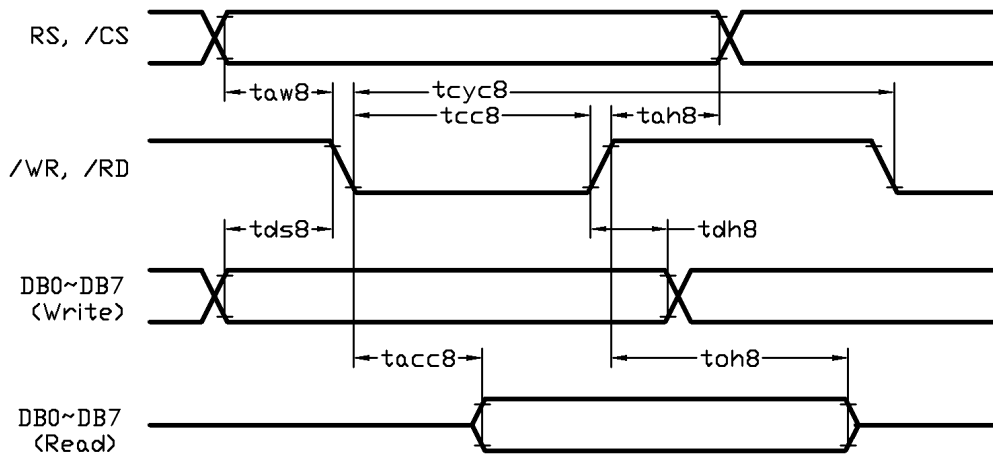 RS, /CS
taw8
tcyc8
tcc8
tah8
/WR, /RD
tds8
tdh8
DB0~DB7
(Write)
tacc8
toh8
DB0~DB7
(Read)